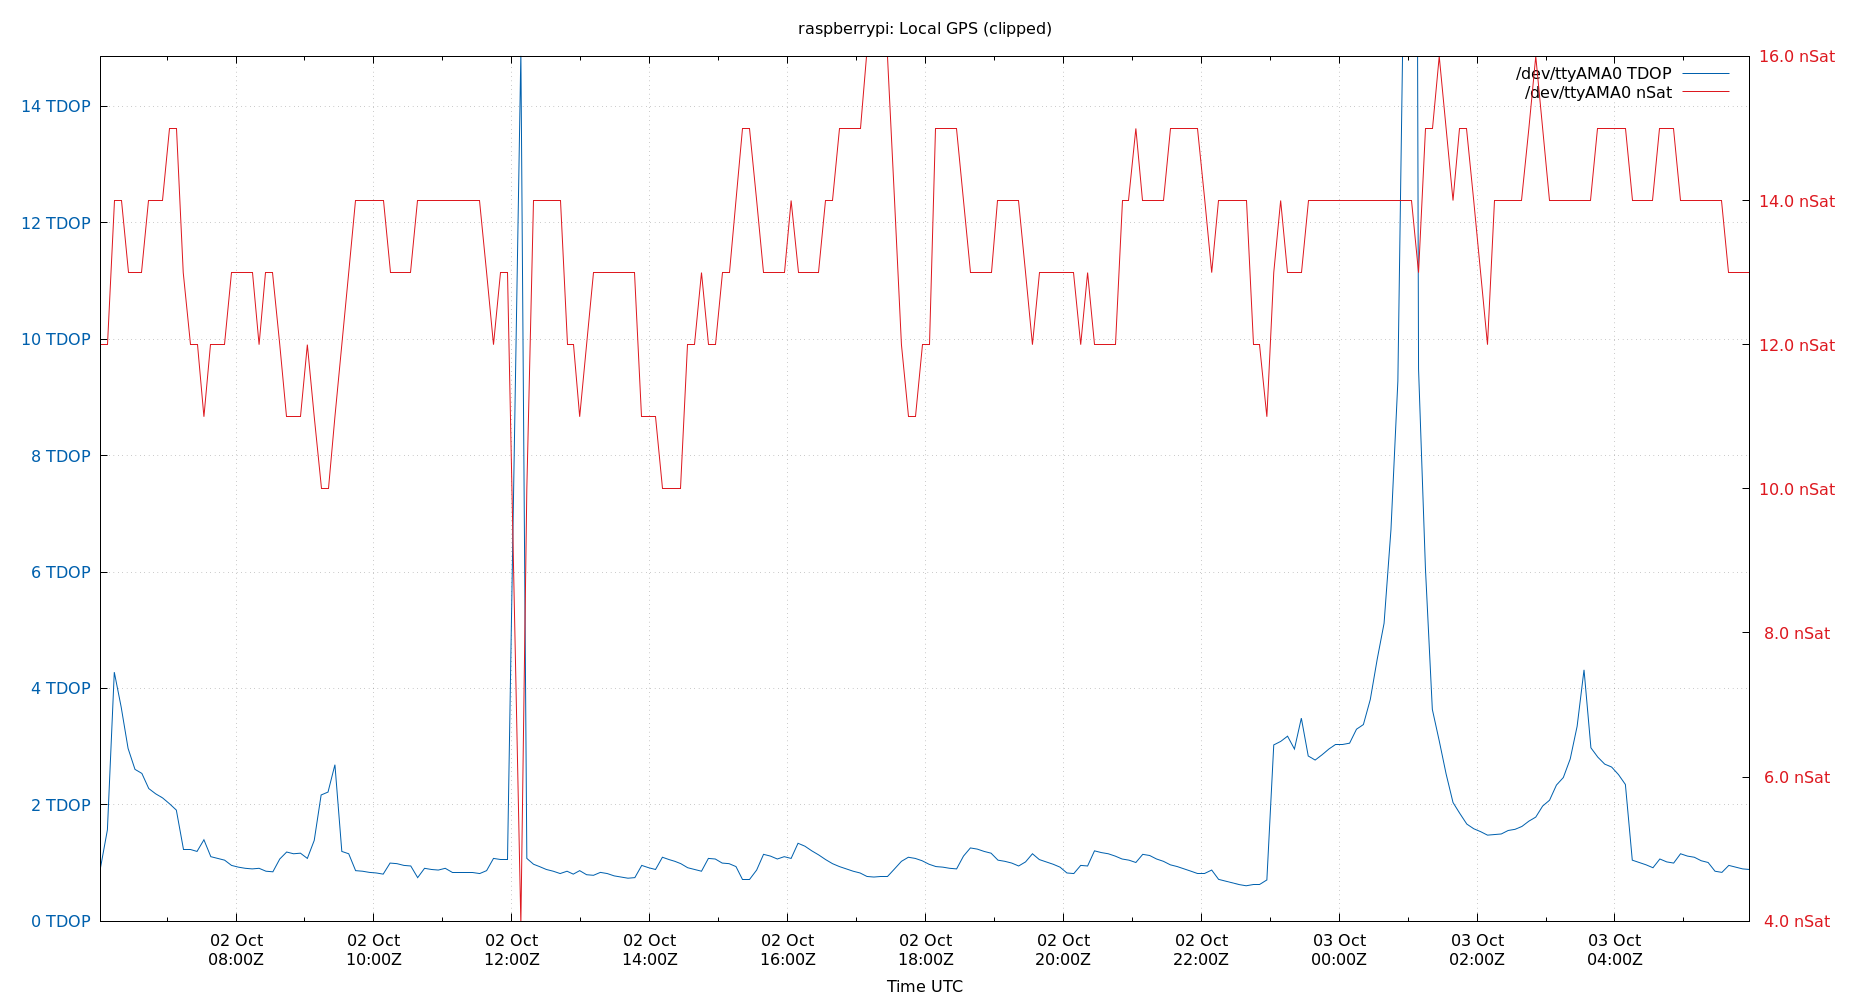 raspberrypi: Local GPS (clipped)
16.0 nSat
/dev/ttyAMA0 TDOP
/dev/ttyAMA0 nSat
14 TDOP
14.0 nSat
12 TDOP
12.0 nSat
10 TDOP
10.0 nSat
8 TDOP
6 TDOP
8.0 nSat
4 TDOP
6.0 nSat
2 TDOP
0 TDOP
4.0 nSat
02 Oct 02 Oct 02 Oct 02 Oct 02 Oct 02 Oct 02 Oct 02 Oct 03 Oct 03 Oct 03 Oct
08:00Z 10:00Z 12:00Z 14:00Z 16:00Z 18:00Z 20:00Z 22:00Z 00:00Z 02:00Z 04:00Z
Time UTC